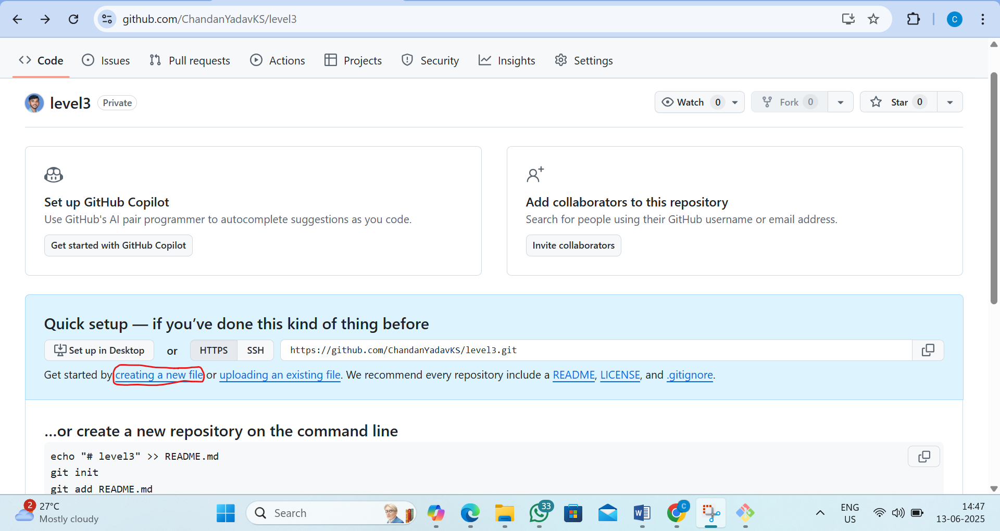 github.com/ChandanYadavKS/level3
C
Code Issues Pull requests Actions Projects Security Insights Settings
level3 Private
Watch 0 Fork 0 Star 0
Set up GitHub Copilot
Use GitHub's AI pair programmer to autocomplete suggestions as you code.
Get started with GitHub Copilot
Add collaborators to this repository
Search for people using their GitHub username or email address.
Invite collaborators
Quick setup — if you’ve done this kind of thing before
Set up in Desktop or HTTPS SSH https://github.com/ChandanYadavKS/level3.git
Get started by creating a new file or uploading an existing file. We recommend every repository include a README, LICENSE, and .gitignore.
…or create a new repository on the command line
echo "# level3" >> README.md
git init
git add README.md
2
27°C
Mostly cloudy
Search
33
W
C
ENG
US
14:47
13-06-2025